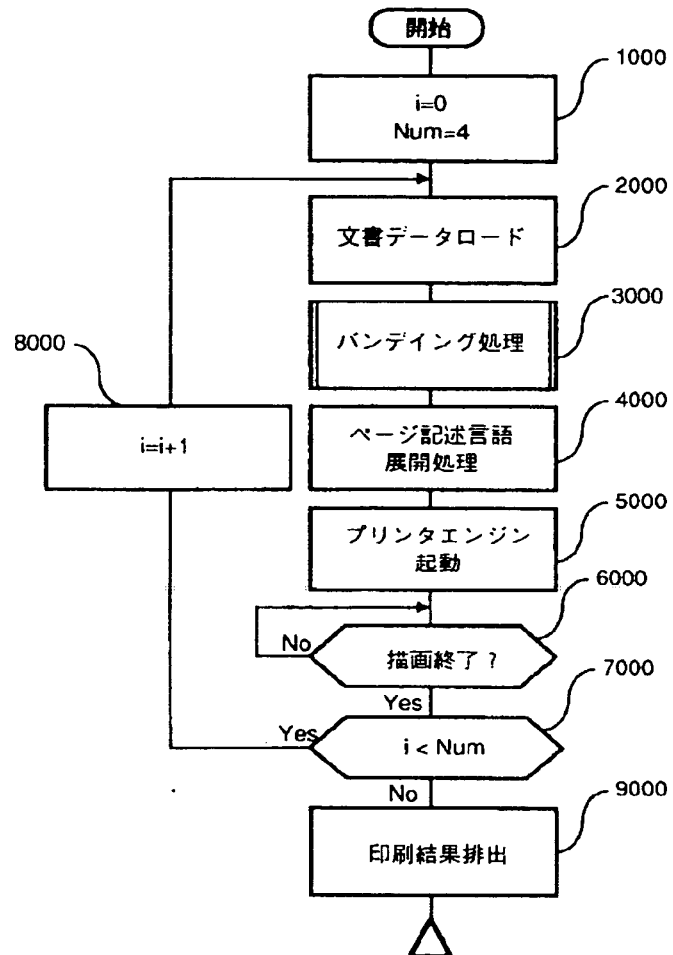 開始
1000
i=0
Num=4
2000
文書データロード
3000
バンデイング処理
8000
4000
i=i+1
ページ記述言語
展開処理
5000
プリンタエンジン
起動
6000
No
描画終了?
7000
Yes
Yes
i < Num
No
9000
印刷結果排出